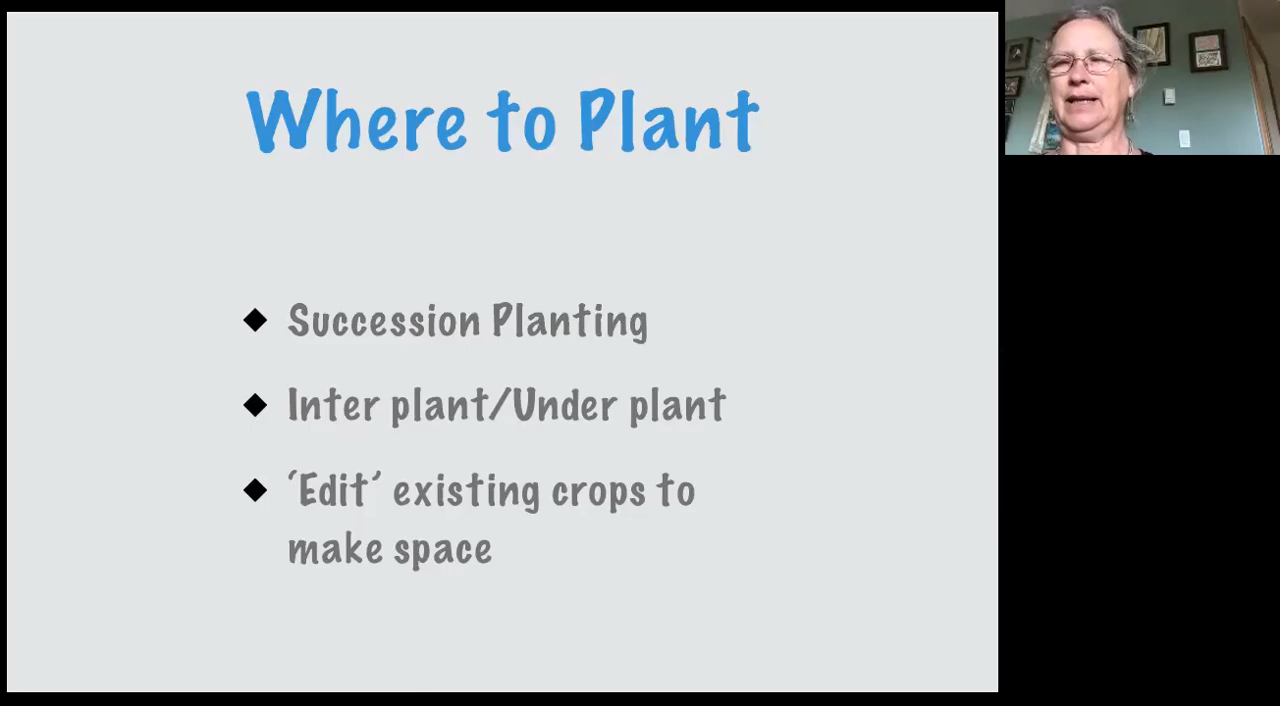 Where to Plant
Succession Planting
Inter plant/Under plant
‘Edit’ existing crops to
make space